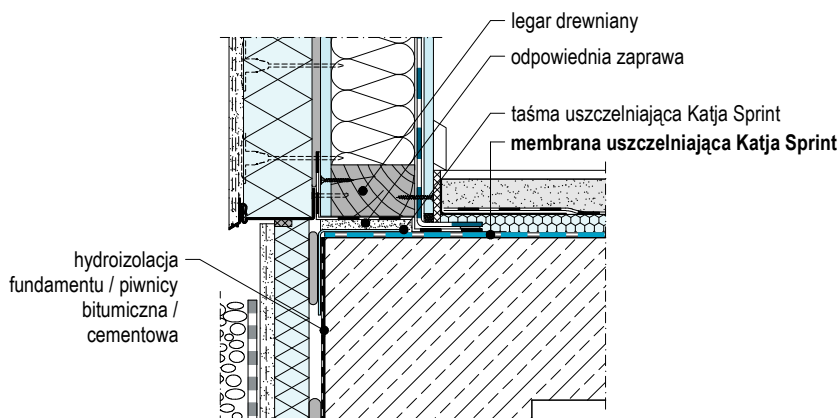 legar drewniany
odpowiednia zaprawa
taśma uszczelniająca Katja Sprint
membrana uszczelniająca Katja Sprint
hydroizolacja
fundamentu / piwnicy
bitumiczna /
cementowa